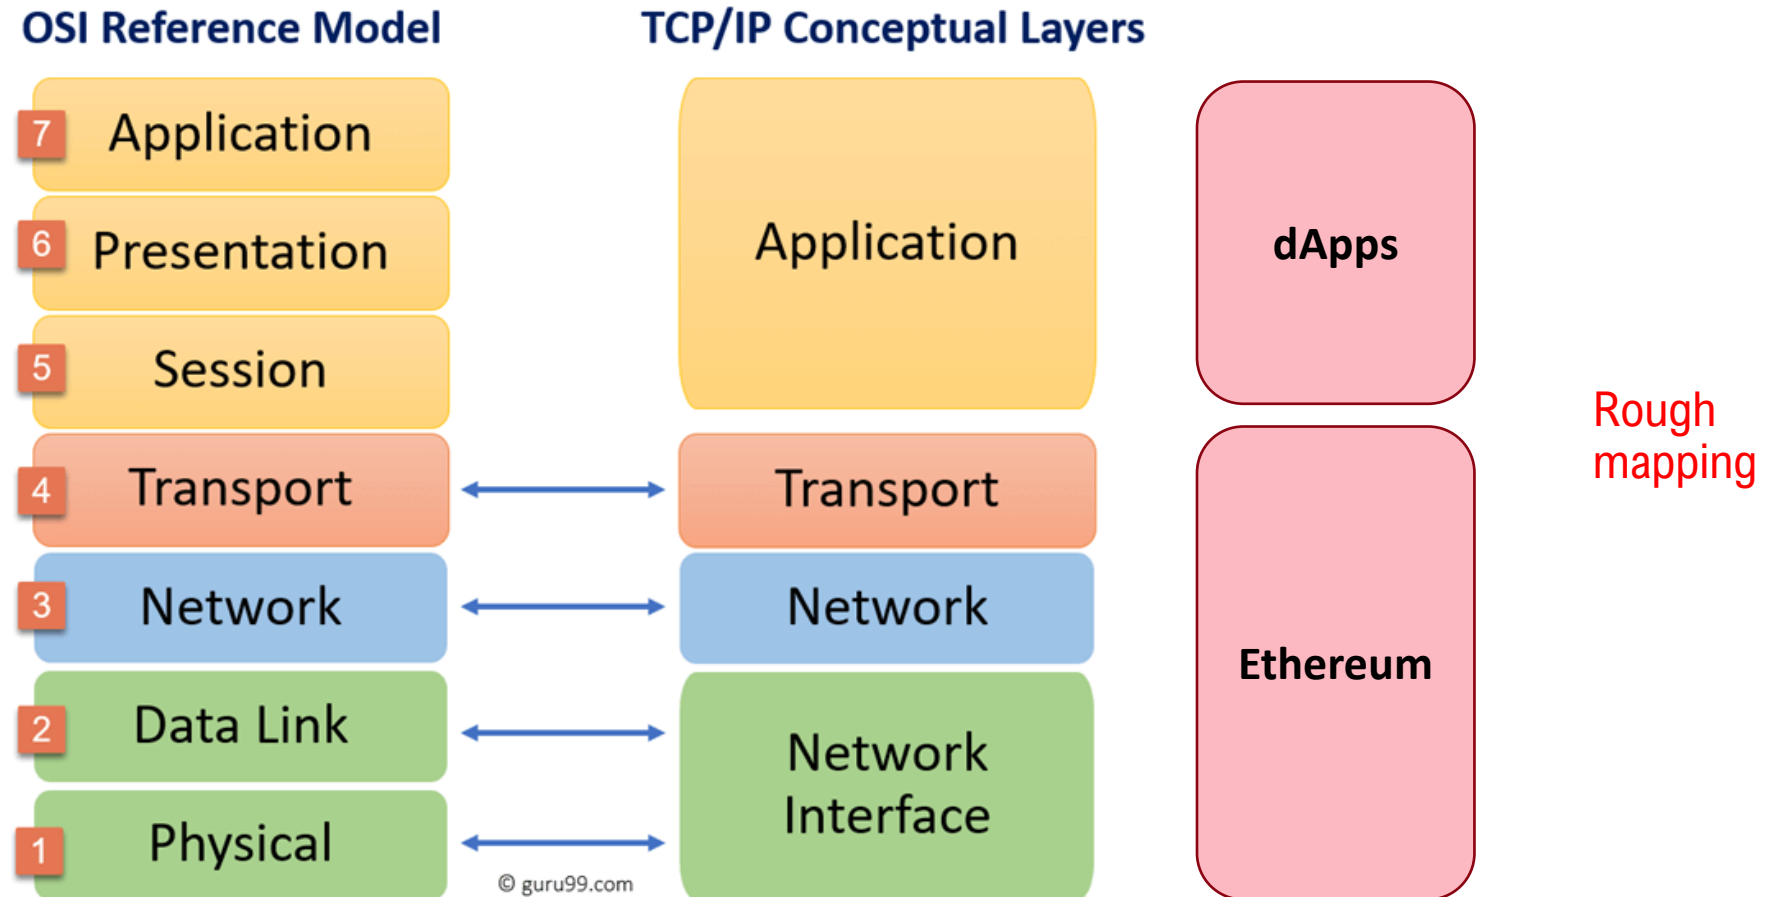 OSI Reference Model
TCP/IP Conceptual Layers
7
Application
6
Presentation
5
Session
4
Transport
3
Network
2
Data Link
1
Physical
Application
Transport
Network
Network
Interface
© guru99.com
dApps
Ethereum
Rough
mapping